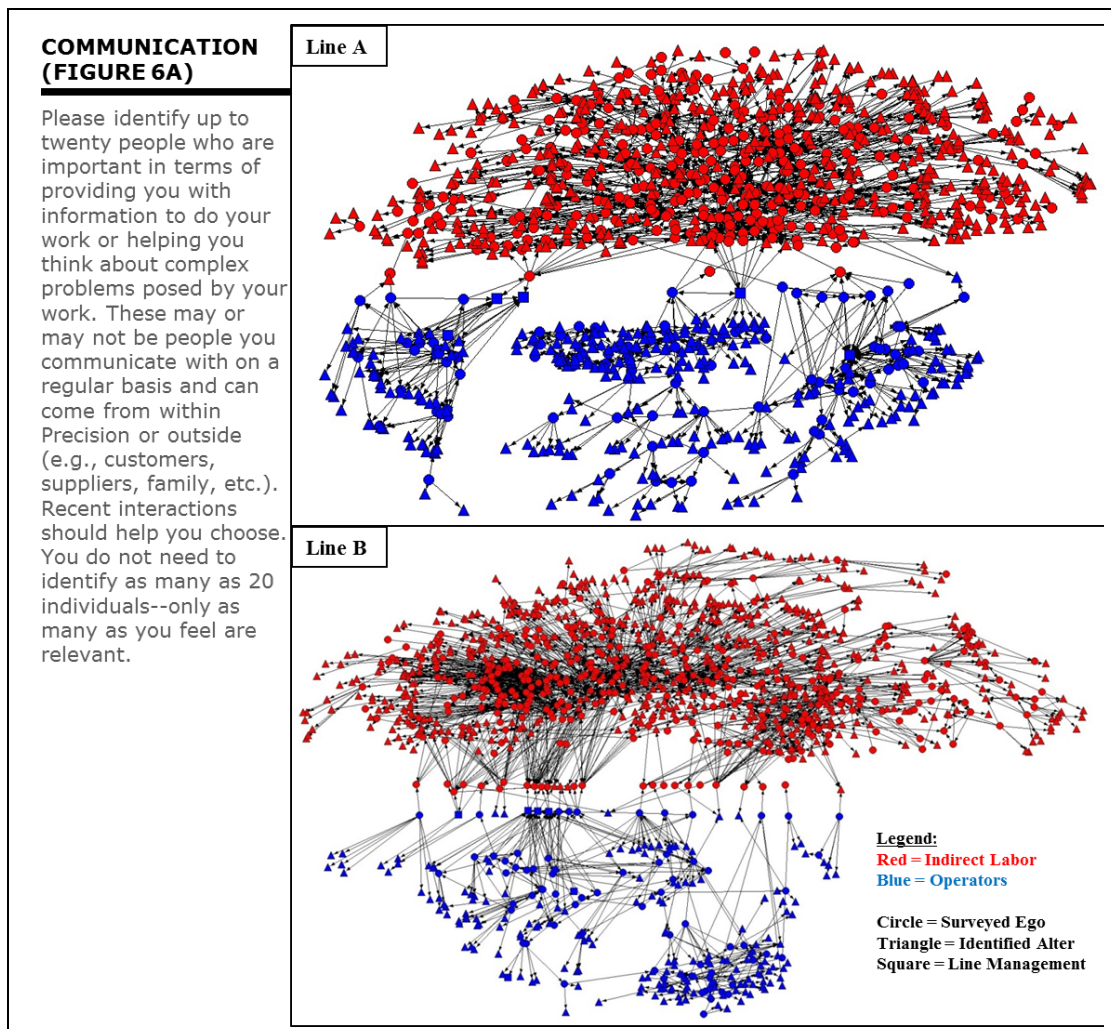 COMMUNICATION
(FIGURE 6A)
Please identify up to
twenty people who are
important in terms of
providing you with
information to do your
work or helping you
think about complex
problems posed by your
work. These may or
may not be people you
communicate with on a
regular basis and can
come from within
Precision or outside
(e.g., customers,
suppliers, family, etc.).
Recent interactions
should help you choose.
You do not need to
identify as many as 20
individuals--only as
many as you feel are
relevant.
Line A
Line B
Legend:
Red = Indirect Labor
Blue = Operators
Circle = Surveyed Ego
Triangle = Identified Alter
Square = Line Management